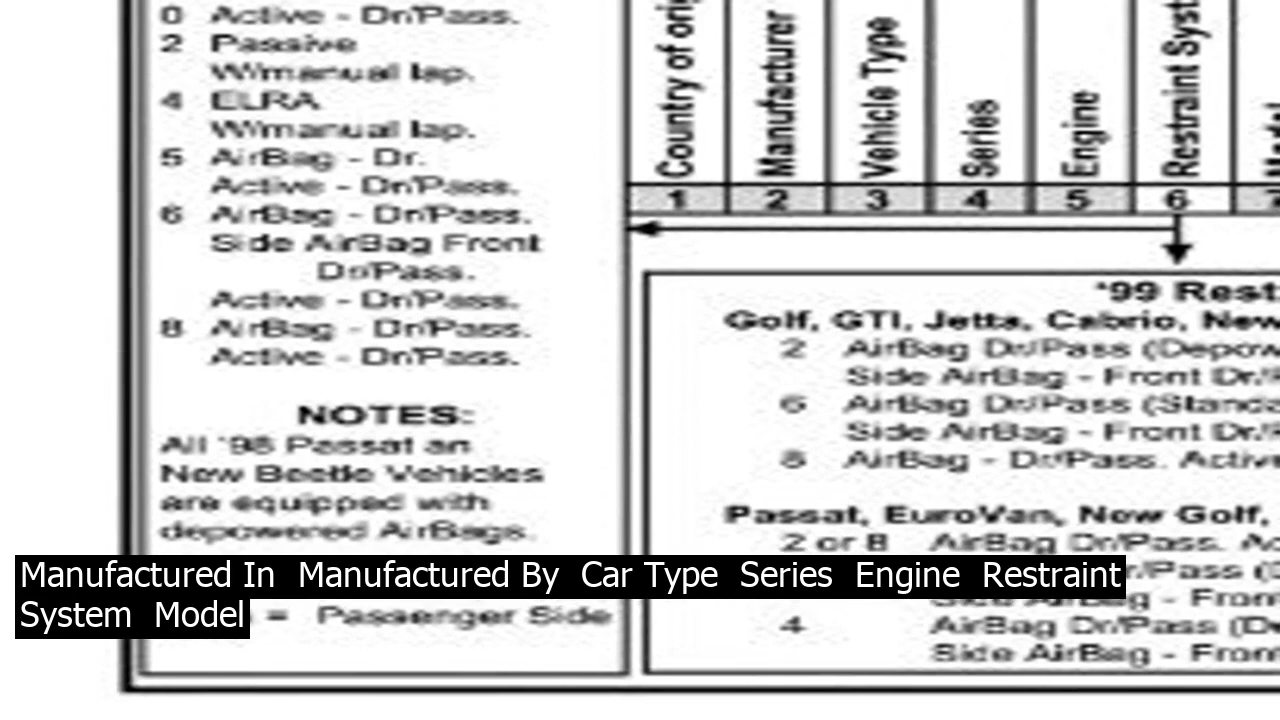 0 Active - Dr/Pass.
2 Passive
W/manual lap.
4 ELRA
W/manual lap.
5 AirBag - Dr.
Active - Dr/Pass.
6 AirBag - Dr/Pass.
Side AirBag Front
Dr/Pass.
Active - Dr/Pass.
8 AirBag - Dr/Pass.
Active - Dr/Pass.
NOTES:
All '98 Passat an
New Beetle Vehicles
are equipped with
depowered AirBags.
= Passenger Side
Country of ori
Manufacturer
Vehicle Type
Series
Engine
Restraint Syst
1 2 3 4 5 6 7
'99 Rest
Golf, GTI, Jetta, Cabrio, New
2 AirBag Dr/Pass (Depow
Side AirBag - Front Dr/
6 AirBag Dr/Pass (Standa
Side AirBag - Front Dr/
8 AirBag - Dr/Pass. Activ
Passat, EuroVan, New Golf,
2 or 8 AirBag Dr/Pass. Ac
r/Pass (
Side AirBag - Fron
4 AirBag Dr/Pass (De
Side AirBag - Fron
Manufactured In Manufactured By Car Type Series Engine Restraint
System Model